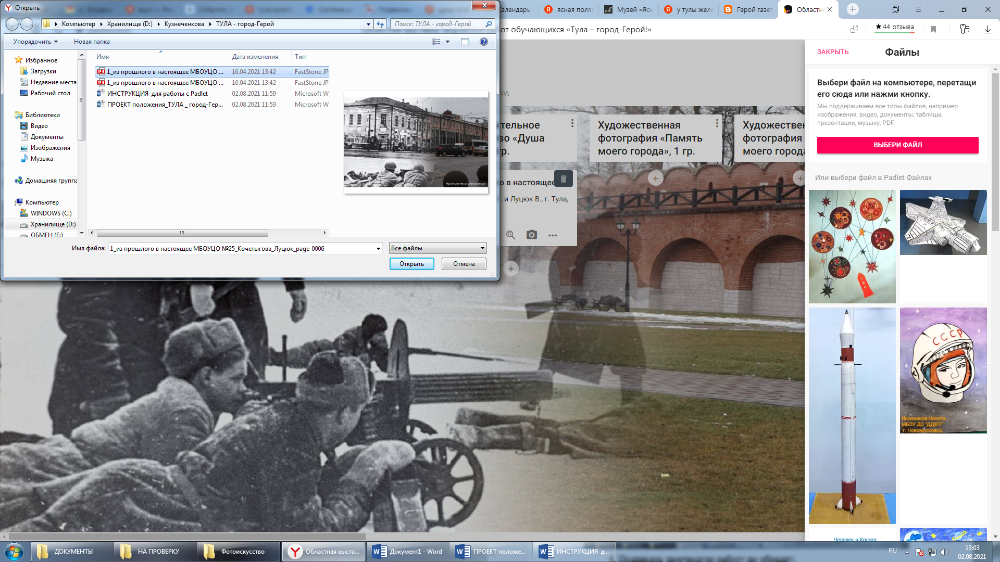 Открыть
Календарь
ясная поля
Музей «Ясн
у тулы желе
Герой газет
Областна
Компьютер
Хранилище (D:)
Кузнеченкова
ТУЛА - город-Герой
Поиск: ТУЛА - город-Герой
от обучающихся «Тула – город-Герой!»
★ 44 отзыва
Упорядочить
Новая папка
ЗАКРЫТЬ
Файлы
Избранное
Загрузки
Недавние места
Рабочий стол
Библиотеки
Видео
Документы
Изображения
Музыка
Домашняя группа
Компьютер
WINDOWS (C:)
Хранилище (D:)
ОБМЕН (E:)
Имя
Дата изменения
Тип
1_из прошлого в настоящее МБОУЦО ...
16.04.2021 13:42
FastStone JP
1_из прошлого в настоящее МБОУЦО ...
16.04.2021 13:42
FastStone JP
ИНСТРУКЦИЯ для работы с Padlet
02.08.2021 11:59
Microsoft W
ПРОЕКТ положения_ТУЛА _ город-Гер...
02.08.2021 11:59
Microsoft W
Проспект Ленина/Советская
Имя файла:
1_из прошлого в настоящее МБОУЦО №25_Кочетыгова_Луцюк_page-0006
Все файлы
Открыть
Отмена
од
тельное
во «Душа
гр.
Художественная
фотография «Память
моего города», 1 гр.
Художествен
фотография
моего города
о в настоящее
. и Луцюк В., г. Тула,
Выбери файл на компьютере, перетащи
его сюда или нажми кнопку.
Мы поддерживаем все типы файлов, например
изображения, видео, документы, таблицы,
презентации, музыку, PDF.
ВЫБЕРИ ФАЙЛ
Или выбери файл в Padlet Файлах
СССР
Иконников Никита.
МБОУ ДО "ДДЮТ"
г. Новомосковск.
Человек и Космос
ДОКУМЕНТЫ
НА ПРОВЕРКУ
Фотоискусство
Областная выста...
Документ1 - Word
ПРОЕКТ положе...
ИНСТРУКЦИЯ д...
RU
13:03
02.08.2021